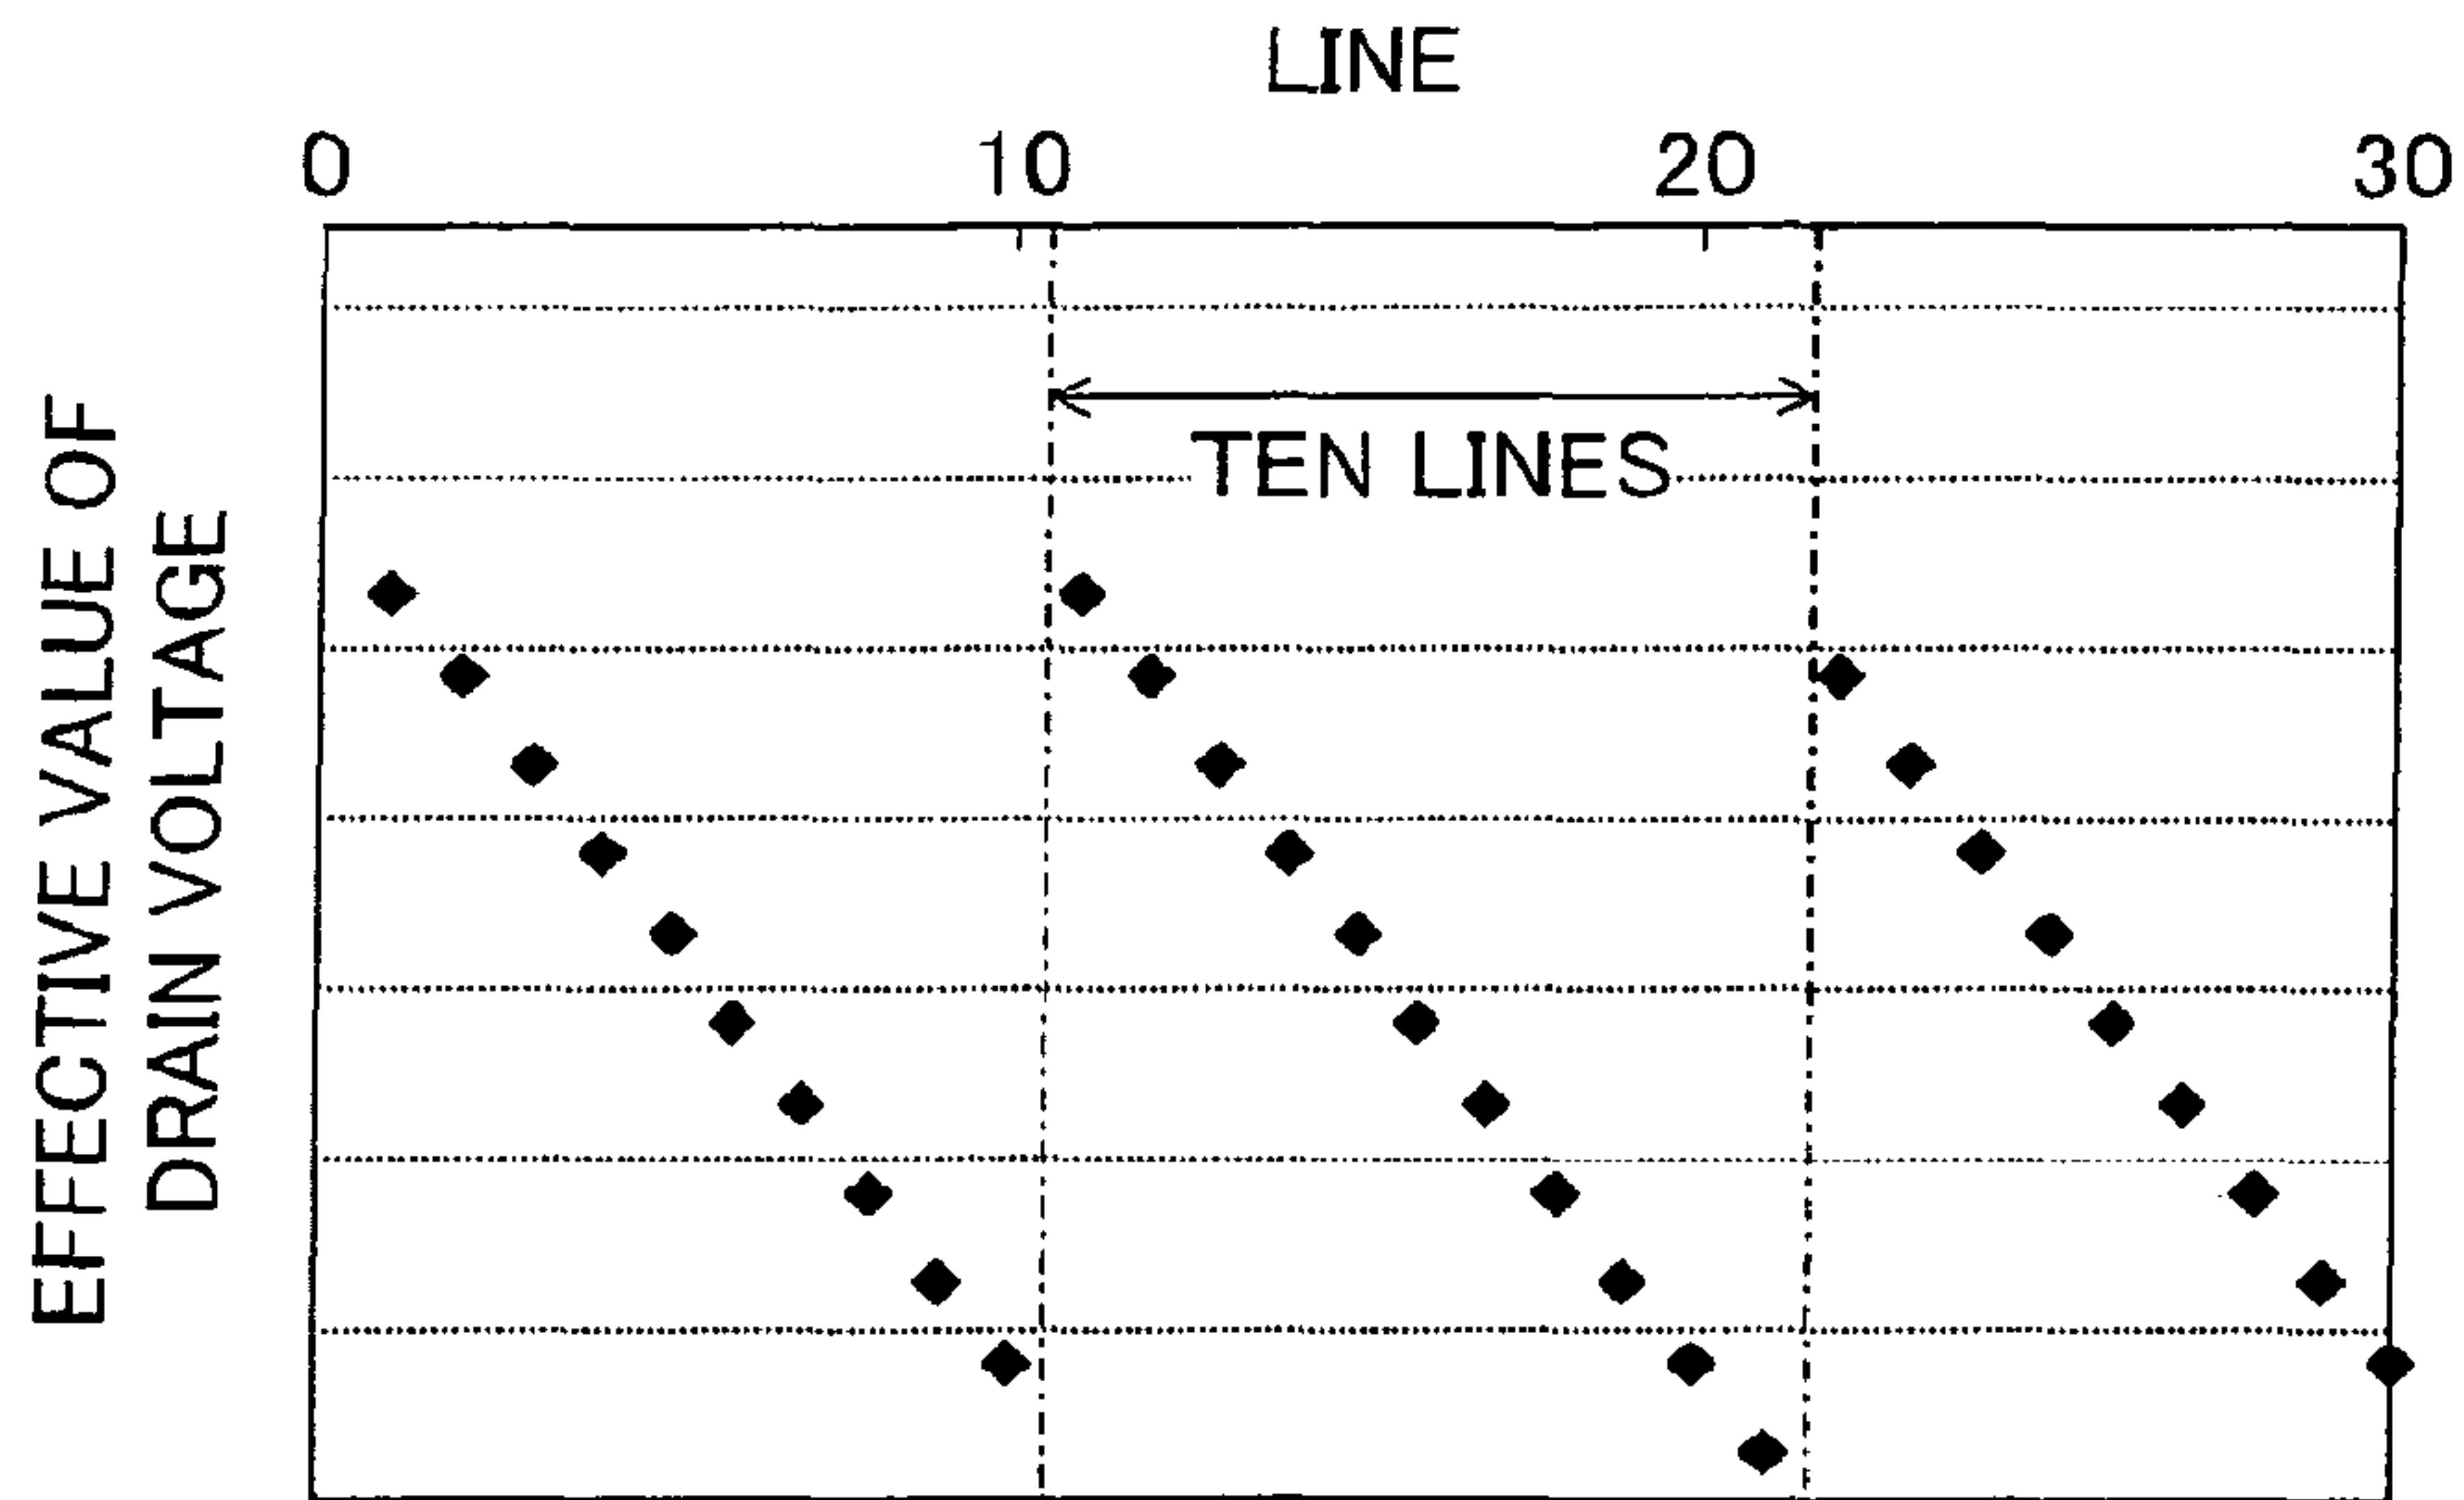 LINE
0 10 20 30
TEN LINES
EFFECTIVE VALUE OF
DRAIN VOLTAGE